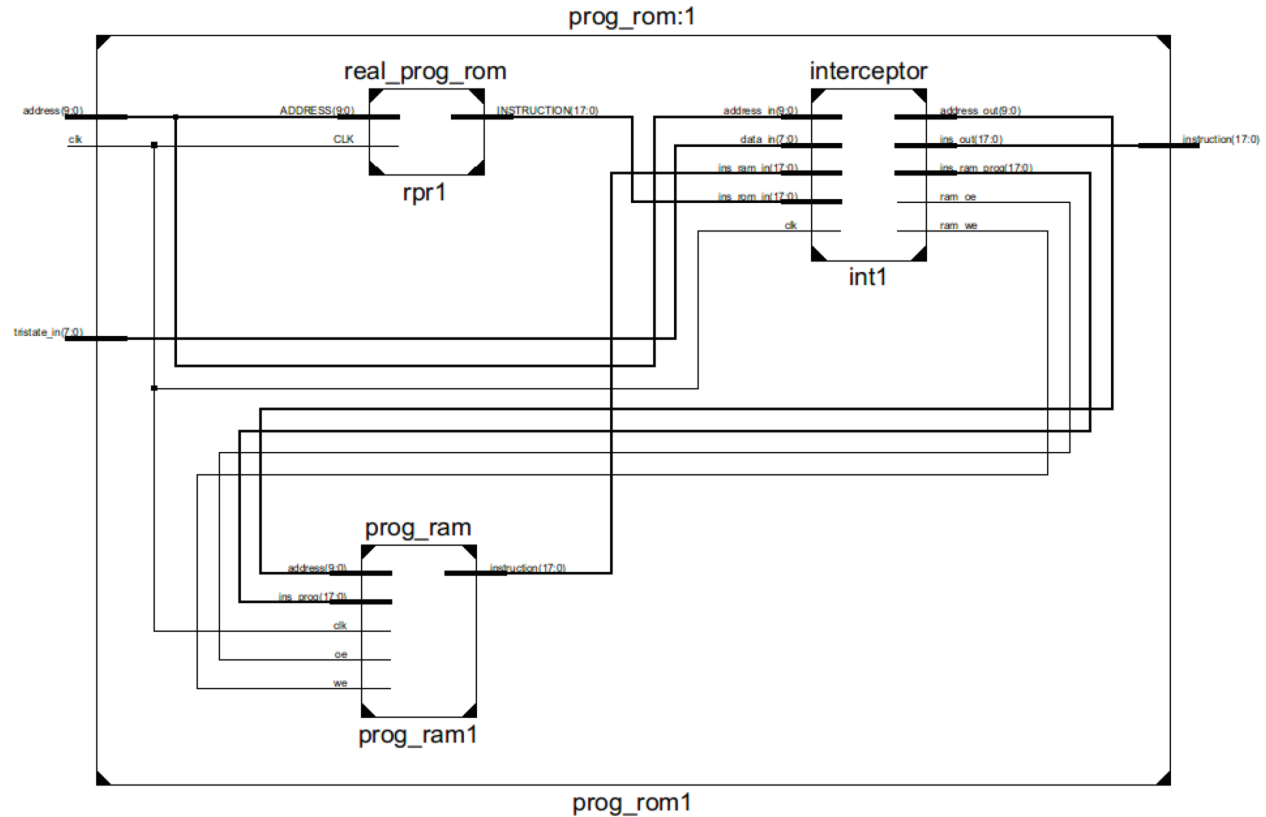 prog_rom:1
real_prog_rom
interceptor
address(9:0)
ADDRESS(9:0)
INSTRUCTION(17:0)
address_in(9:0)
address_out(9:0)
clk
CLK
data_in(7:0)
ins_out(17:0)
instruction(17:0)
ins_ram_in(17:0)
ins_ram_prog(17:0)
rpr1
ins_rom_in(17:0)
ram_oe
clk
ram_we
int1
tristate_in(7:0)
prog_ram
address(9:0)
instruction(17:0)
ins_prog(17:0)
clk
oe
we
prog_ram1
prog_rom1